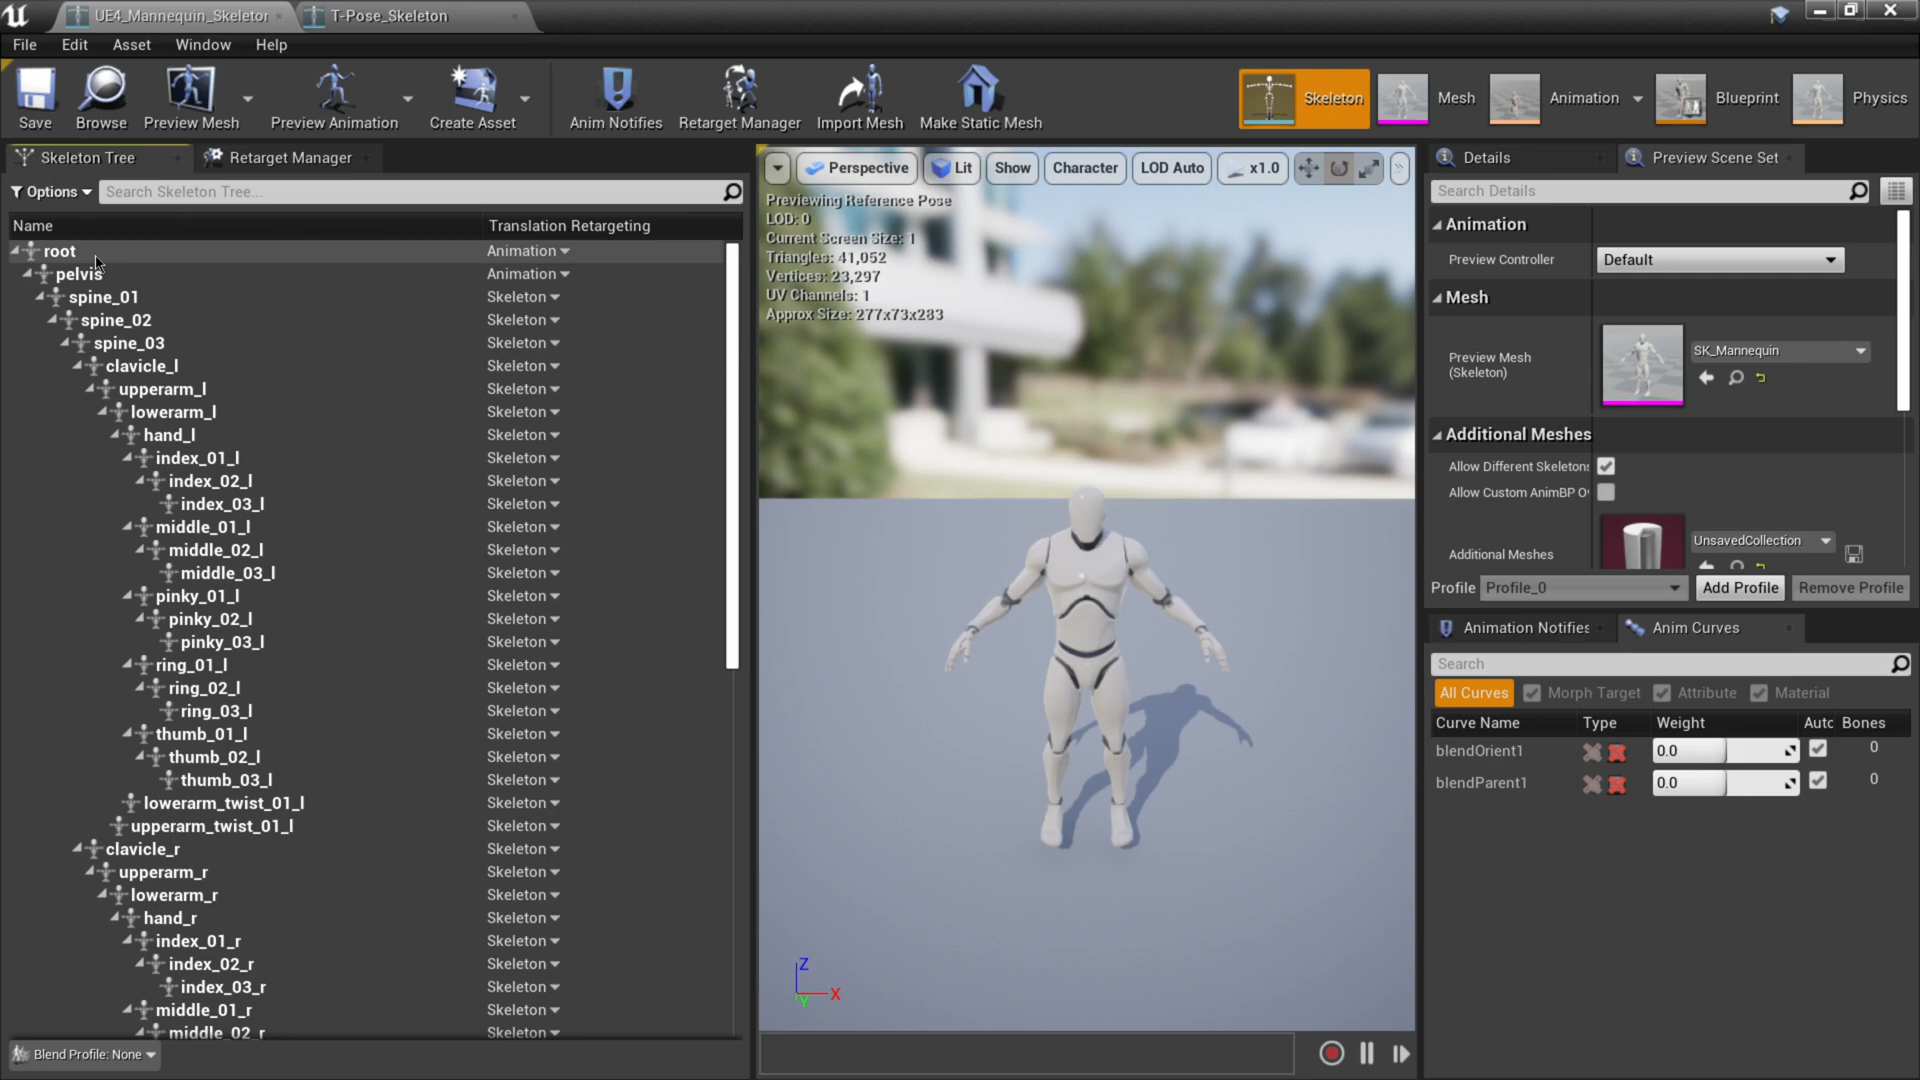 UE4_Mannequin_Skeletor
T-Pose_Skeleton
File Edit Asset Window Help
Save
Browse
Preview Mesh
Preview Animation
Create Asset
Anim Notifies
Retarget Manager
Import Mesh
Make Static Mesh
Skeleton
Mesh
Animation
Blueprint
Physics
Skeleton Tree
Retarget Manager
Options
Search Skeleton Tree...
Name Translation Retargeting
root Animation
pelvis Animation
spine_01 Skeleton
spine_02 Skeleton
spine_03 Skeleton
clavicle_l Skeleton
upperarm_l Skeleton
lowerarm_l Skeleton
hand_l Skeleton
index_01_l Skeleton
index_02_l Skeleton
index_03_l Skeleton
middle_01_l Skeleton
middle_02_l Skeleton
middle_03_l Skeleton
pinky_01_l Skeleton
pinky_02_l Skeleton
pinky_03_l Skeleton
ring_01_l Skeleton
ring_02_l Skeleton
ring_03_l Skeleton
thumb_01_l Skeleton
thumb_02_l Skeleton
thumb_03_l Skeleton
lowerarm_twist_01_l Skeleton
upperarm_twist_01_l Skeleton
clavicle_r Skeleton
upperarm_r Skeleton
lowerarm_r Skeleton
hand_r Skeleton
index_01_r Skeleton
index_02_r Skeleton
index_03_r Skeleton
middle_01_r Skeleton
middle_02_r Skeleton
Blend Profile: None
Perspective Lit Show Character LOD Auto x1.0
Previewing Reference Pose
LOD: 0
Current Screen Size: 1
Triangles: 41,052
Vertices: 23,297
UV Channels: 1
Approx Size: 277x73x283
Z
X
Y
Details
Preview Scene Set
Search Details
Animation
Preview Controller Default
Mesh
Preview Mesh
(Skeleton)
SK_Mannequin
Additional Meshes
Allow Different Skeletons
Allow Custom AnimBP O
Additional Meshes
UnsavedCollection
Profile Profile_0 Add Profile Remove Profile
Animation Notifies
Anim Curves
Search
All Curves Morph Target Attribute Material
Curve Name Type Weight Auto Bones
blendOrient1 0.0 0
blendParent1 0.0 0